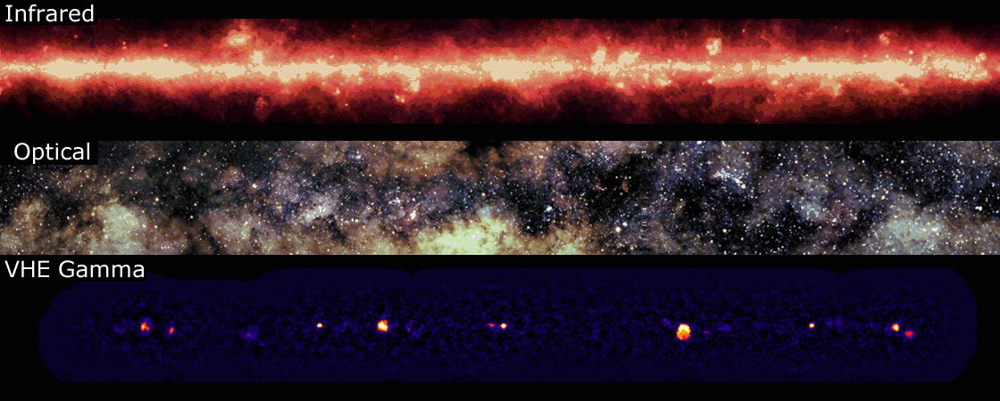 Infrared
Optical
VHE Gamma